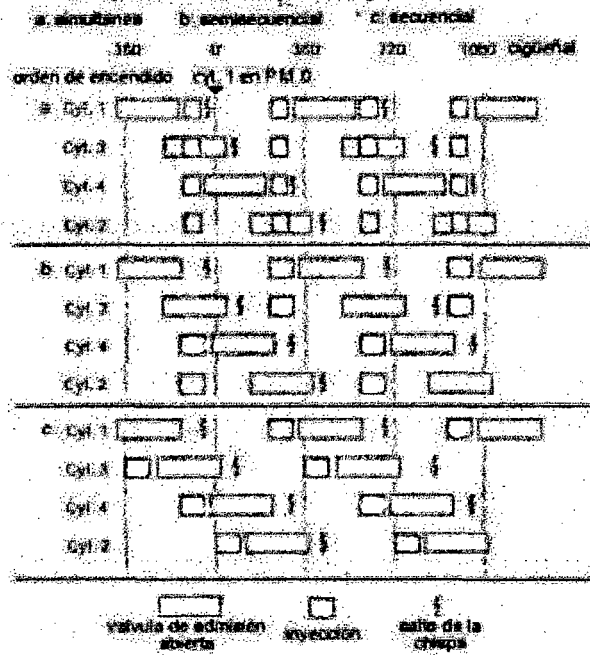 a: simultánea b: semisecuencial c: secuencial
360 0° 360 720 1080 cigüeñal
orden de encendido cyl. 1 en P.M.O.
a Cyl. 1
Cyl. 3
Cyl. 4
Cyl. 2
b Cyl. 1
Cyl. 3
Cyl. 4
Cyl. 2
c Cyl. 1
Cyl. 3
Cyl. 4
Cyl. 2
válvula de admisión abierta
inyección
salto de la chispa